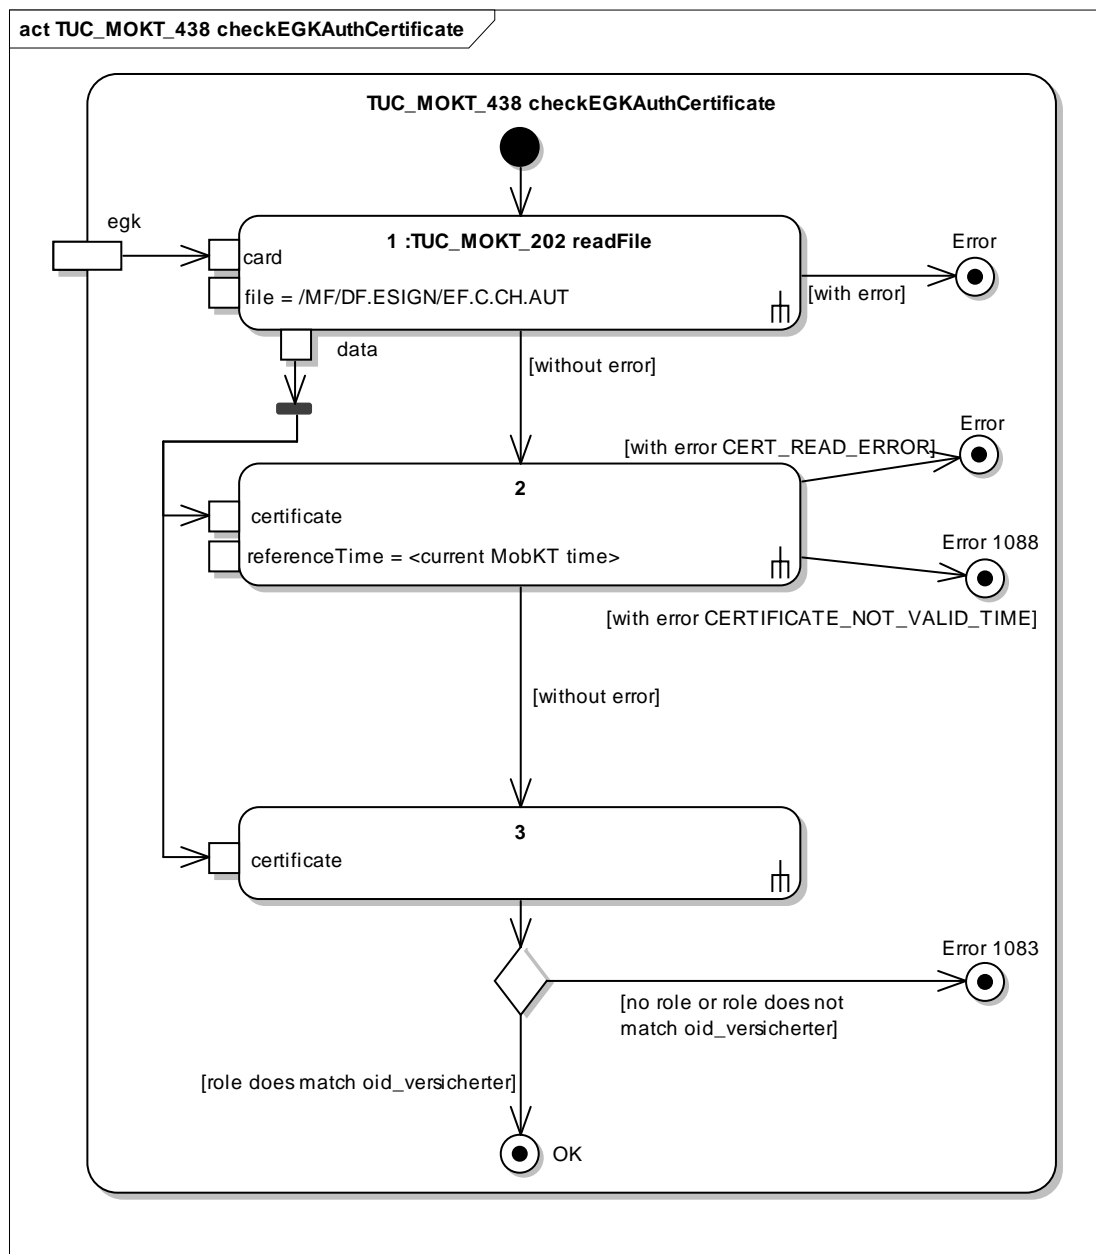 act TUC_MOKT_438 checkEGKAuthCertificate
TUC_MOKT_438 checkEGKAuthCertificate
egk
1 :TUC_MOKT_202 readFile
card
file = /MF/DF.ESIGN/EF.C.CH.AUT
Error
[with error]
data
[without error]
Error
[with error CERT_READ_ERROR]
2
certificate
referenceTime = <current MobKT time>
Error 1088
[with error CERTIFICATE_NOT_VALID_TIME]
[without error]
3
certificate
Error 1083
[no role or role does not
match oid_versicherter]
[role does match oid_versicherter]
OK